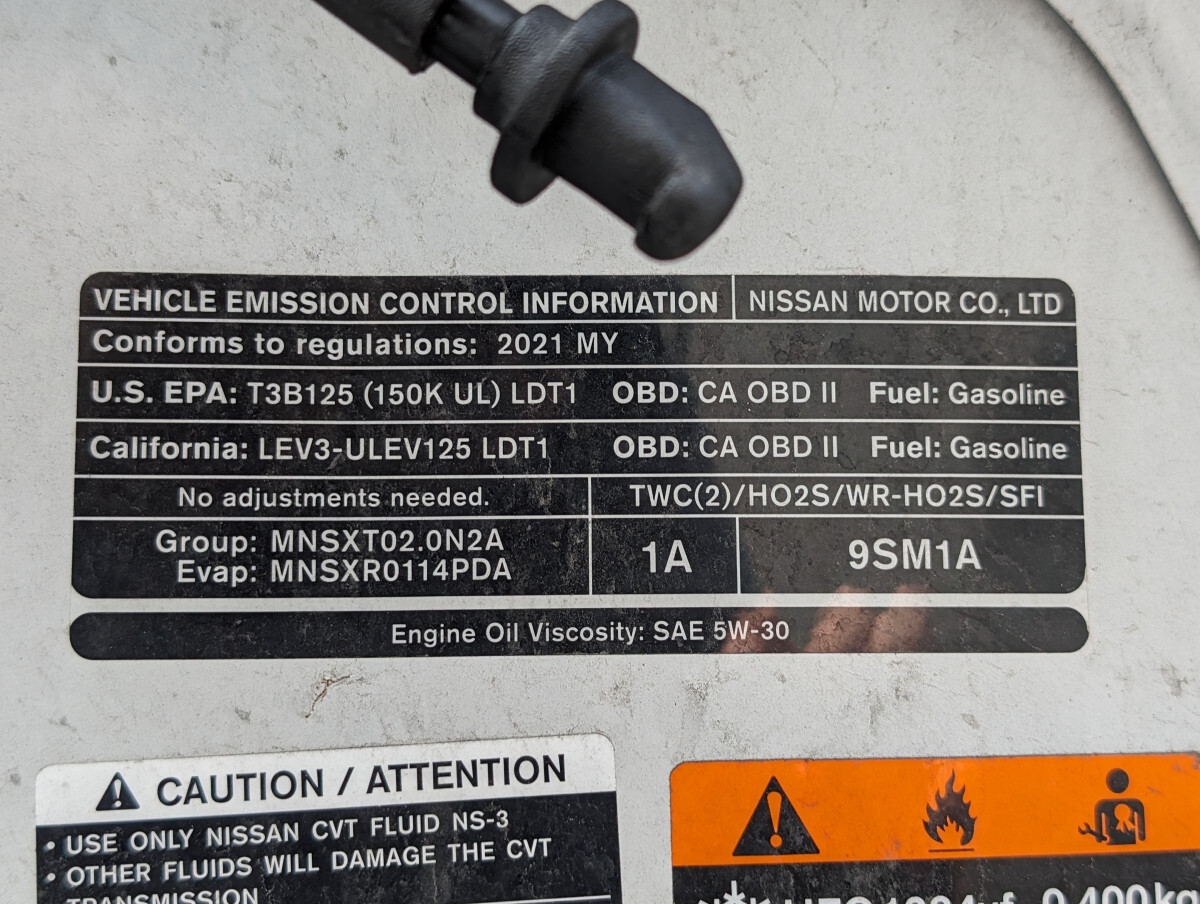 VEHICLE EMISSION CONTROL INFORMATION NISSAN MOTOR CO., LTD
Conforms to regulations: 2021 MY
U.S. EPA: T3B125 (150K UL) LDT1 OBD: CA OBD II Fuel: Gasoline
California: LEV3-ULEV125 LDT1 OBD: CA OBD II Fuel: Gasoline
No adjustments needed. TWC(2)/HO2S/WR-HO2S/SFI
Group: MNSXT02.0N2A
Evap: MNSXR0114PDA
1A 9SM1A
Engine Oil Viscosity: SAE 5W-30
CAUTION / ATTENTION
• USE ONLY NISSAN CVT FLUID NS-3
• OTHER FLUIDS WILL DAMAGE THE CVT
TRANSMISSION
0,400kg